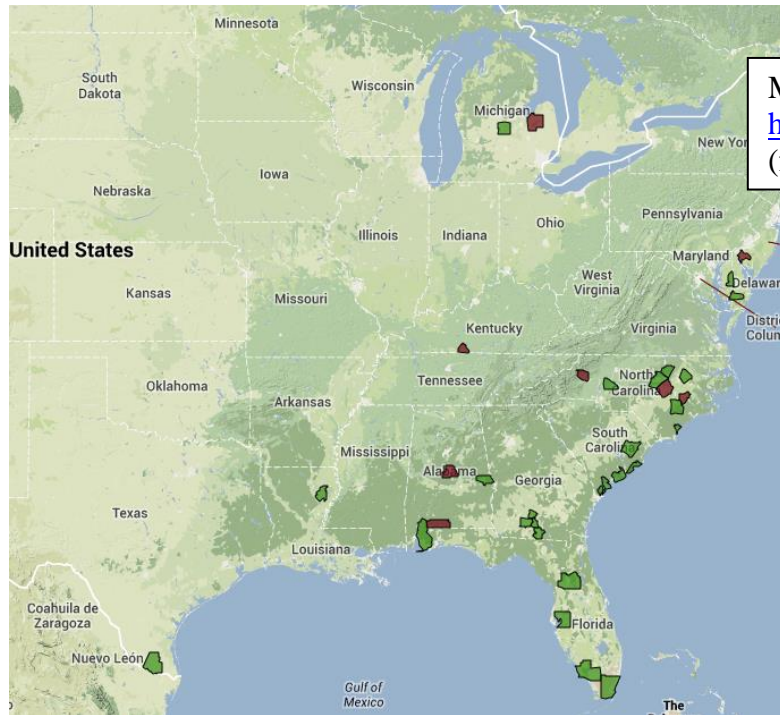 Minnesota
South
Dakota
Wisconsin
Michigan
M
h
New Yor
(
Iowa
Nebraska
Pennsylvania
Ohio
Illinois
Indiana
United States
Maryland
West
Virginia
Delawar
Kansas
Missouri
Distri
Colun
Kentucky
Virginia
Oklahoma
Tennessee
North
Carolina
Arkansas
South
Carolina
Mississippi
Alabama
Georgia
Texas
Louisiana
Coahuila de
Zaragoza
Florida
Nuevo León
Gulf of
Mexico
The